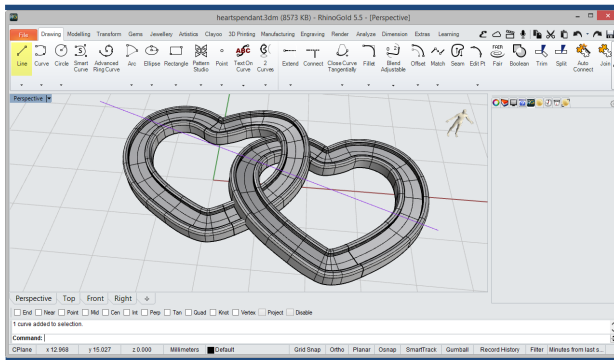 heartspendant.3dm (8573 KB) - RhinoGold 5.5 - [Perspective]
File Drawing Modelling Transform Gems Jewellery Artistics Clayoo 3D Printing Manufacturing Engraving Render Analyze Dimension Extras Learning
Line Curve Circle Smart Curve Advanced Ring Curve Arc Ellipse Rectangle Pattern Studio Point Text On Curve 2 Curves Extend Connect Close Curve Tangentially Fillet Blend Adjustable Offset Match Seam Edit Pt Fair Boolean Trim Split Auto Connect Join
Perspective
Perspective Top Front Right
End Near Point Mid Cen Int Perp Tan Quad Knot Vertex Project Disable
1 curve added to selection.
Command:
CPlane x 12.968 y 15.027 z 0.000 Millimeters Default Grid Snap Ortho Planar Osnap SmartTrack Gumball Record History Filter Minutes from last s...